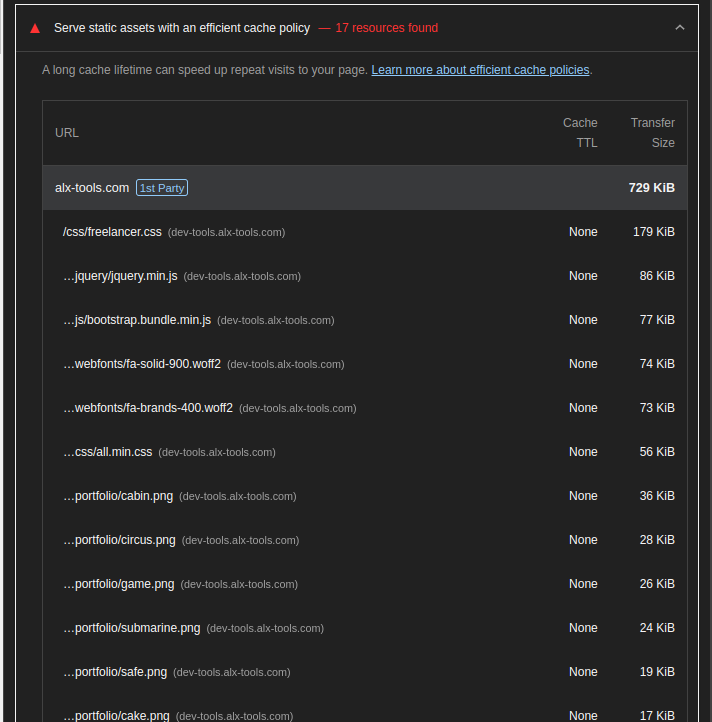 Serve static assets with an efficient cache policy — 17 resources found
A long cache lifetime can speed up repeat visits to your page. Learn more about efficient cache policies.
URL Cache TTL Transfer Size
alx-tools.com 1st Party 729 KiB
/css/freelancer.css (dev-tools.alx-tools.com) None 179 KiB
…jquery/jquery.min.js (dev-tools.alx-tools.com) None 86 KiB
…js/bootstrap.bundle.min.js (dev-tools.alx-tools.com) None 77 KiB
…webfonts/fa-solid-900.woff2 (dev-tools.alx-tools.com) None 74 KiB
…webfonts/fa-brands-400.woff2 (dev-tools.alx-tools.com) None 73 KiB
…css/all.min.css (dev-tools.alx-tools.com) None 56 KiB
…portfolio/cabin.png (dev-tools.alx-tools.com) None 36 KiB
…portfolio/circus.png (dev-tools.alx-tools.com) None 28 KiB
…portfolio/game.png (dev-tools.alx-tools.com) None 26 KiB
…portfolio/submarine.png (dev-tools.alx-tools.com) None 24 KiB
…portfolio/safe.png (dev-tools.alx-tools.com) None 19 KiB
…portfolio/cake.png (dev-tools.alx-tools.com) None 17 KiB